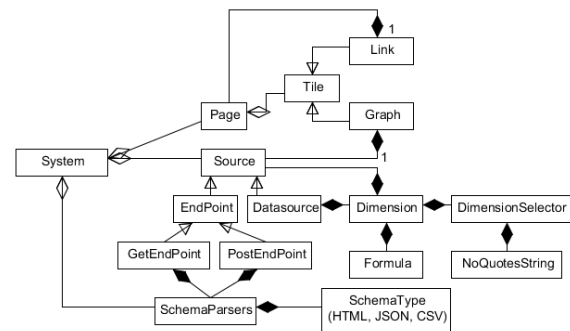 1
Link
Tile
Page
Graph
1
System
Source
EndPoint
Datasource
Dimension
DimensionSelector
GetEndPoint
PostEndPoint
Formula
NoQuotesString
SchemaParsers
SchemaType
(HTML, JSON, CSV)